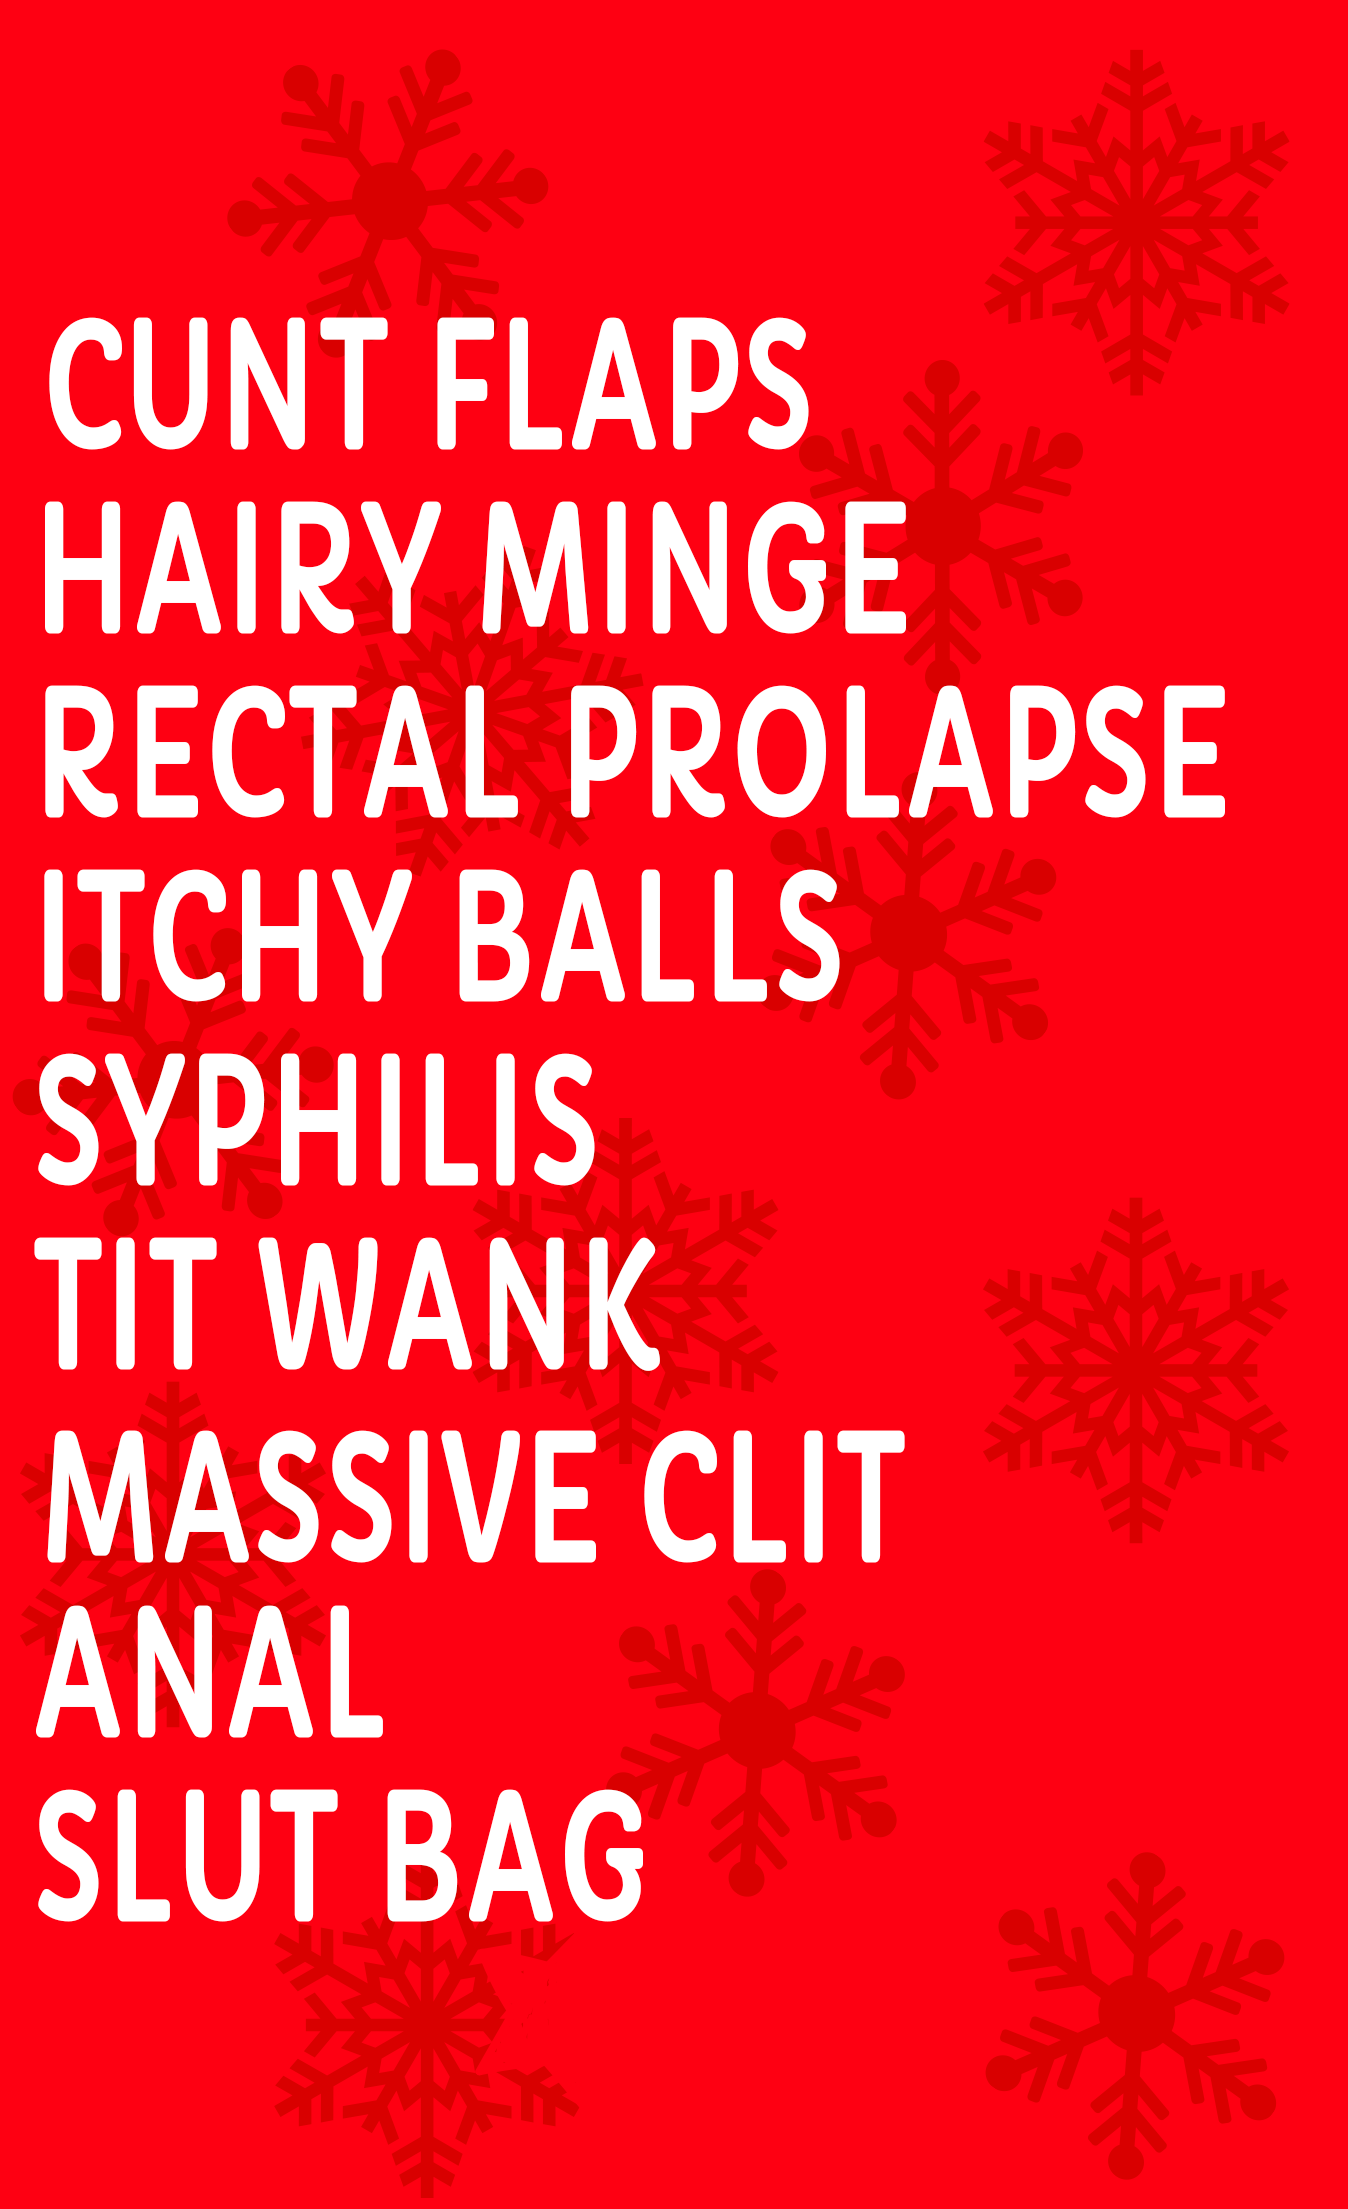 CUNT FLAPS
HAIRY MINGE
RECTAL PROLAPSE
ITCHY BALLS
SYPHILIS
TIT WANK
MASSIVE CLIT
ANAL
SLUT BAG